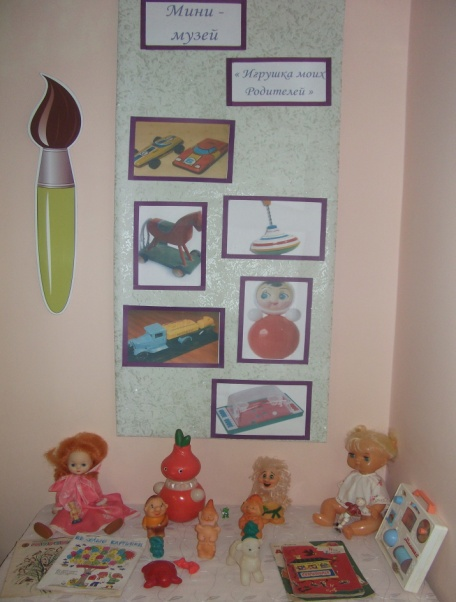 Мини -
музей
« Игрушка моих
Родителей »